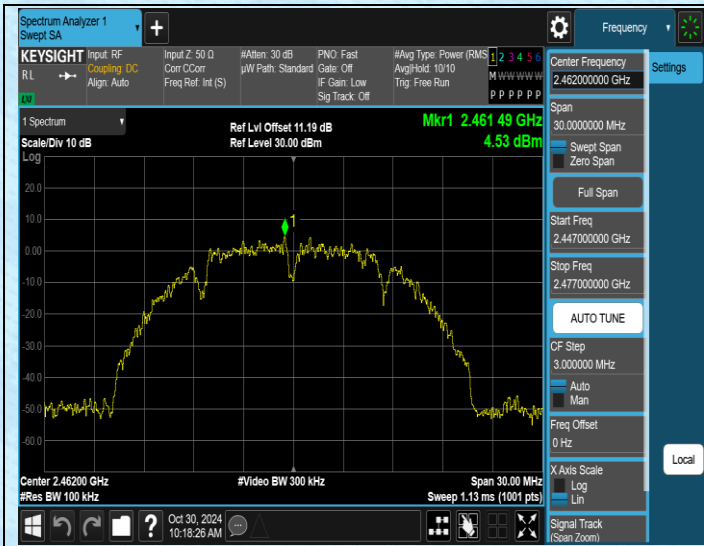 Spectrum Analyzer 1
Swept SA
+
Frequency
KEYSIGHT
RL
LXI
Input: RF
Coupling: DC
Align: Auto
Input Z: 50 Ω
Corr CCorr
Freq Ref: Int (S)
#Atten: 30 dB
µW Path: Standard
PNO: Fast
Gate: Off
IF Gain: Low
Sig Track: Off
#Avg Type: Power (RMS
Avg|Hold: 10/10
Trig: Free Run
1 2 3 4 5 6
M W W W W W
P P P P P P
1 Spectrum
Scale/Div 10 dB
Ref Lvl Offset 11.19 dB
Ref Level 30.00 dBm
Mkr1 2.461 49 GHz
4.53 dBm
Log
20.0
10.0
0.00
-10.0
-20.0
-30.0
-40.0
-50.0
-60.0
1
Center 2.46200 GHz
#Res BW 100 kHz
#Video BW 300 kHz
Span 30.00 MHz
Sweep 1.13 ms (1001 pts)
Center Frequency
2.462000000 GHz
Span
30.0000000 MHz
Swept Span
Zero Span
Full Span
Start Freq
2.447000000 GHz
Stop Freq
2.477000000 GHz
AUTO TUNE
CF Step
3.000000 MHz
Auto
Man
Freq Offset
0 Hz
X Axis Scale
Log
Lin
Signal Track
(Span Zoom)
Settings
Local
?
Oct 30, 2024
10:18:26 AM